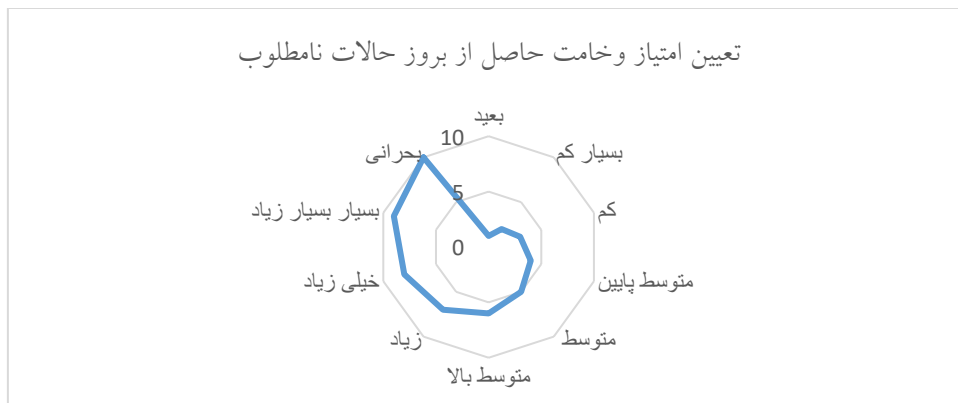 تعیین امتیاز وخامت حاصل از بروز حالات نامطلوب
بعید
بسیار کم
کم
متوسط پایین
متوسط
متوسط بالا
زیاد
خیلی زیاد
بسیار بسیار زیاد
بحرانی
10
5
0